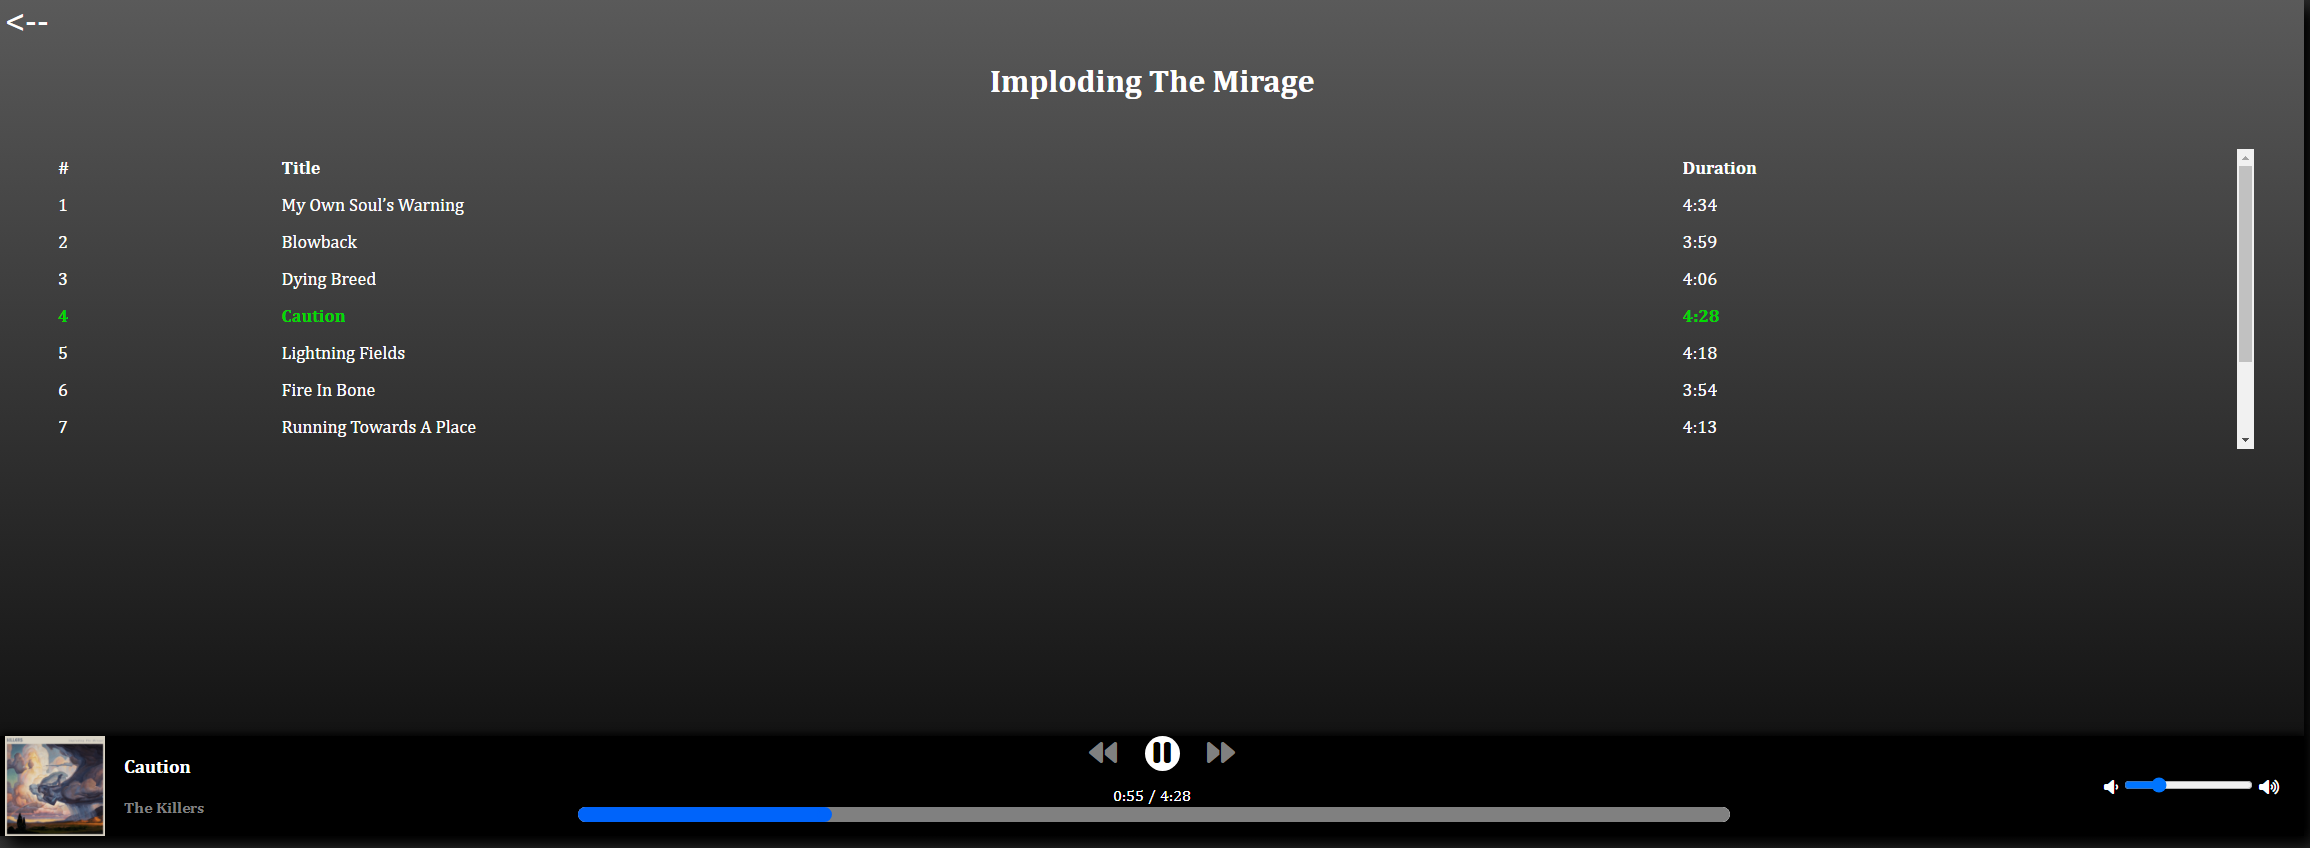 <--
Imploding The Mirage
# Title Duration
1 My Own Soul’s Warning 4:34
2 Blowback 3:59
3 Dying Breed 4:06
4 Caution 4:28
5 Lightning Fields 4:18
6 Fire In Bone 3:54
7 Running Towards A Place 4:13
Caution
The Killers
0:55 / 4:28